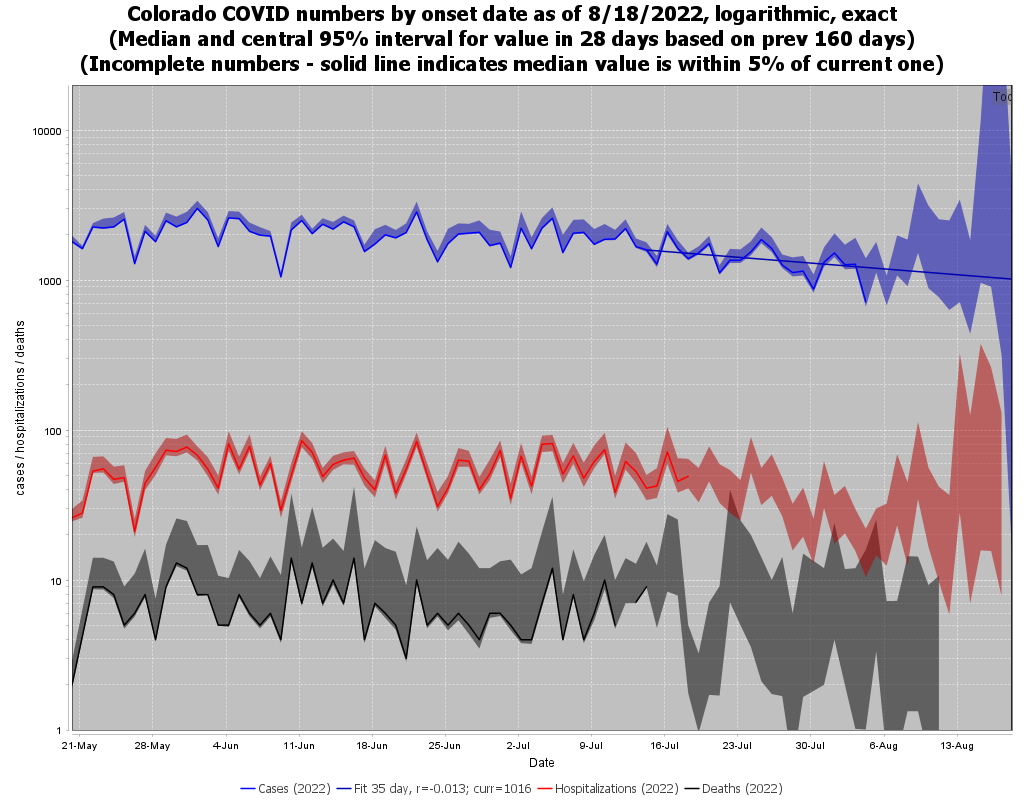 Colorado COVID numbers by onset date as of 8/18/2022, logarithmic, exact
(Median and central 95% interval for value in 28 days based on prev 160 days)
(Incomplete numbers - solid line indicates median value is within 5% of current one)
10000
1000
100
10
1
cases / hospitalizations / deaths
21-May 28-May 4-Jun 11-Jun 18-Jun 25-Jun 2-Jul 9-Jul 16-Jul 23-Jul 30-Jul 6-Aug 13-Aug
Date
Cases (2022) Fit 35 day, r=-0.013; curr=1016 Hospitalizations (2022) Deaths (2022)